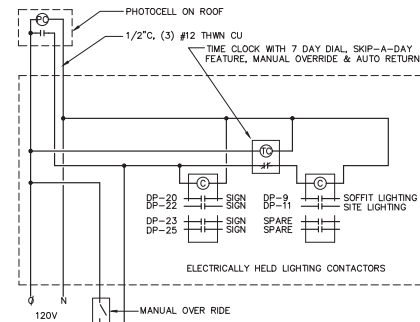 PHOTOCELL ON ROOF
PC
1/2"C, (3) #12 THWN CU
TIME CLOCK WITH 7 DAY DIAL, SKIP-A-DAY
FEATURE, MANUAL OVERRIDE & AUTO RETURN
TC
C
C
DP-20 SIGN
DP-22 SIGN
DP-23 SIGN
DP-25 SIGN
DP-9 SOFFIT LIGHTING
DP-11 SITE LIGHTING
SPARE SPARE
SPARE SPARE
ELECTRICALLY HELD LIGHTING CONTACTORS
Ø N
120V
MANUAL OVER RIDE